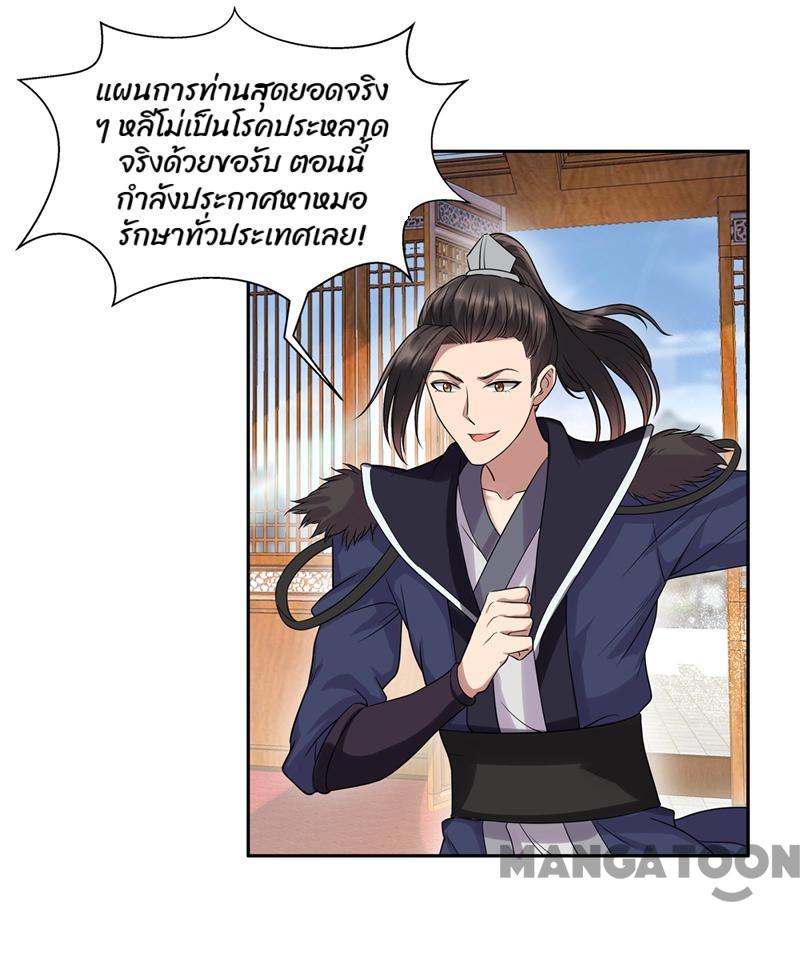 แผนการท่านสุดยอดจริง
ๆ หลีโม่เป็นโรคประหลาด
จริงด้วยขอรับ ตอนนี้
กำลังประกาศหาหมอ
รักษาทั่วประเทศเลย!
MANGATOON